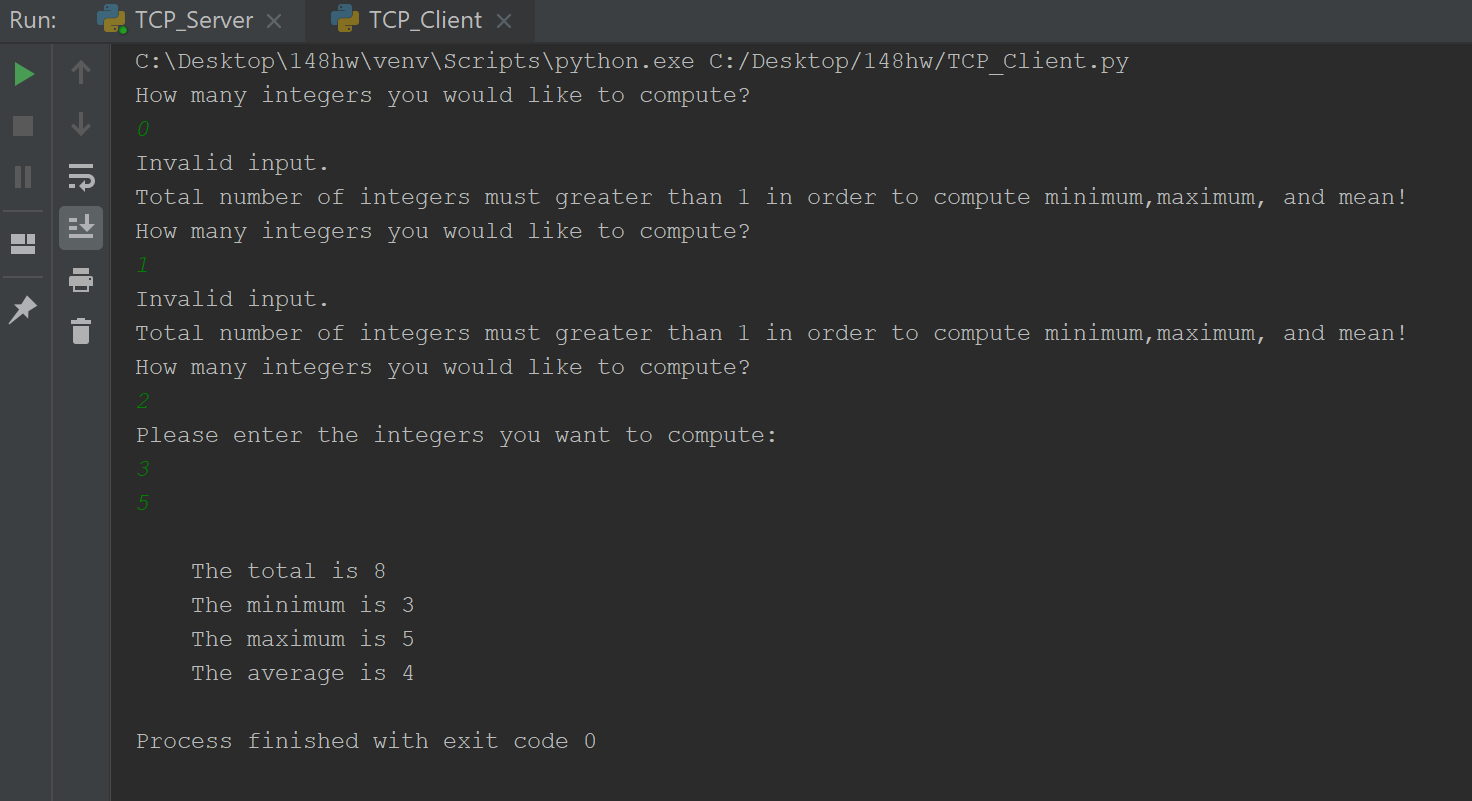 Run: TCP_Server TCP_Client
C:\Desktop\148hw\venv\Scripts\python.exe C:/Desktop/148hw/TCP_Client.py
How many integers you would like to compute?
0
Invalid input.
Total number of integers must greater than 1 in order to compute minimum,maximum, and mean!
How many integers you would like to compute?
1
Invalid input.
Total number of integers must greater than 1 in order to compute minimum,maximum, and mean!
How many integers you would like to compute?
2
Please enter the integers you want to compute:
3
5
The total is 8
The minimum is 3
The maximum is 5
The average is 4
Process finished with exit code 0